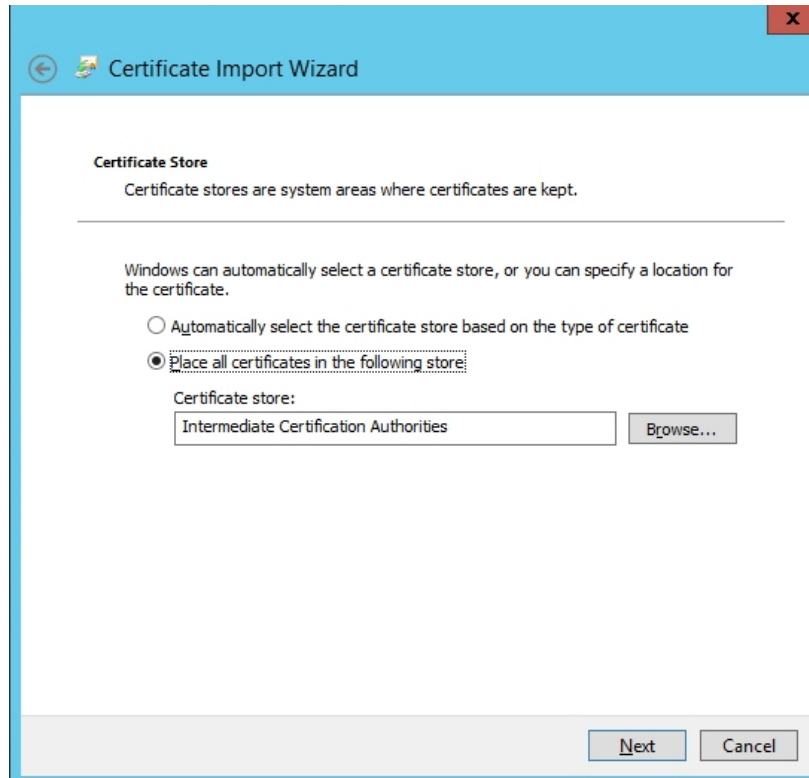 x
Certificate Import Wizard
Certificate Store
Certificate stores are system areas where certificates are kept.
Windows can automatically select a certificate store, or you can specify a location for
the certificate.
Automatically select the certificate store based on the type of certificate
Place all certificates in the following store
Certificate store:
Intermediate Certification Authorities
Browse...
Next Cancel